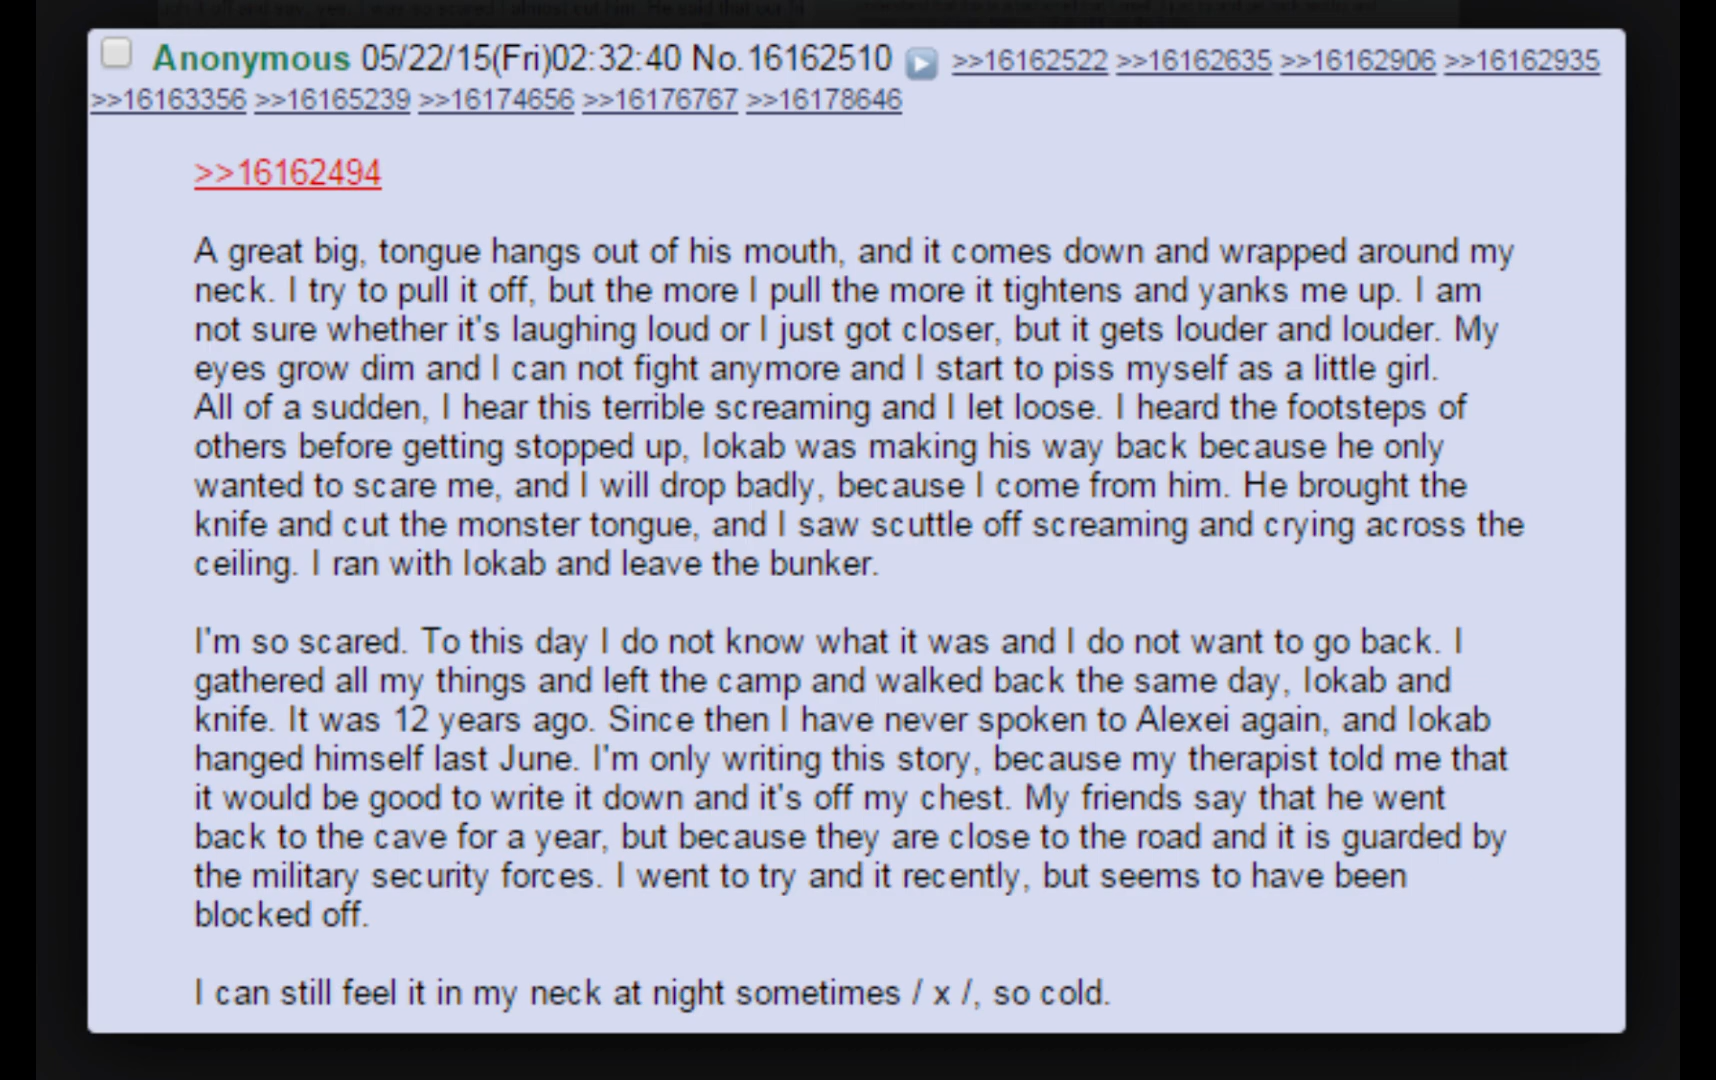 Anonymous 05/22/15(Fri)02:32:40 No.16162510 >>16162522 >>16162635 >>16162906 >>16162935
>>16163356 >>16165239 >>16174656 >>16176767 >>16178646
>>16162494
A great big, tongue hangs out of his mouth, and it comes down and wrapped around my
neck. I try to pull it off, but the more I pull the more it tightens and yanks me up. I am
not sure whether it's laughing loud or I just got closer, but it gets louder and louder. My
eyes grow dim and I can not fight anymore and I start to piss myself as a little girl.
All of a sudden, I hear this terrible screaming and I let loose. I heard the footsteps of
others before getting stopped up, Iokab was making his way back because he only
wanted to scare me, and I will drop badly, because I come from him. He brought the
knife and cut the monster tongue, and I saw scuttle off screaming and crying across the
ceiling. I ran with Iokab and leave the bunker.
I'm so scared. To this day I do not know what it was and I do not want to go back. I
gathered all my things and left the camp and walked back the same day, Iokab and
knife. It was 12 years ago. Since then I have never spoken to Alexei again, and Iokab
hanged himself last June. I'm only writing this story, because my therapist told me that
it would be good to write it down and it's off my chest. My friends say that he went
back to the cave for a year, but because they are close to the road and it is guarded by
the military security forces. I went to try and it recently, but seems to have been
blocked off.
I can still feel it in my neck at night sometimes / x /, so cold.